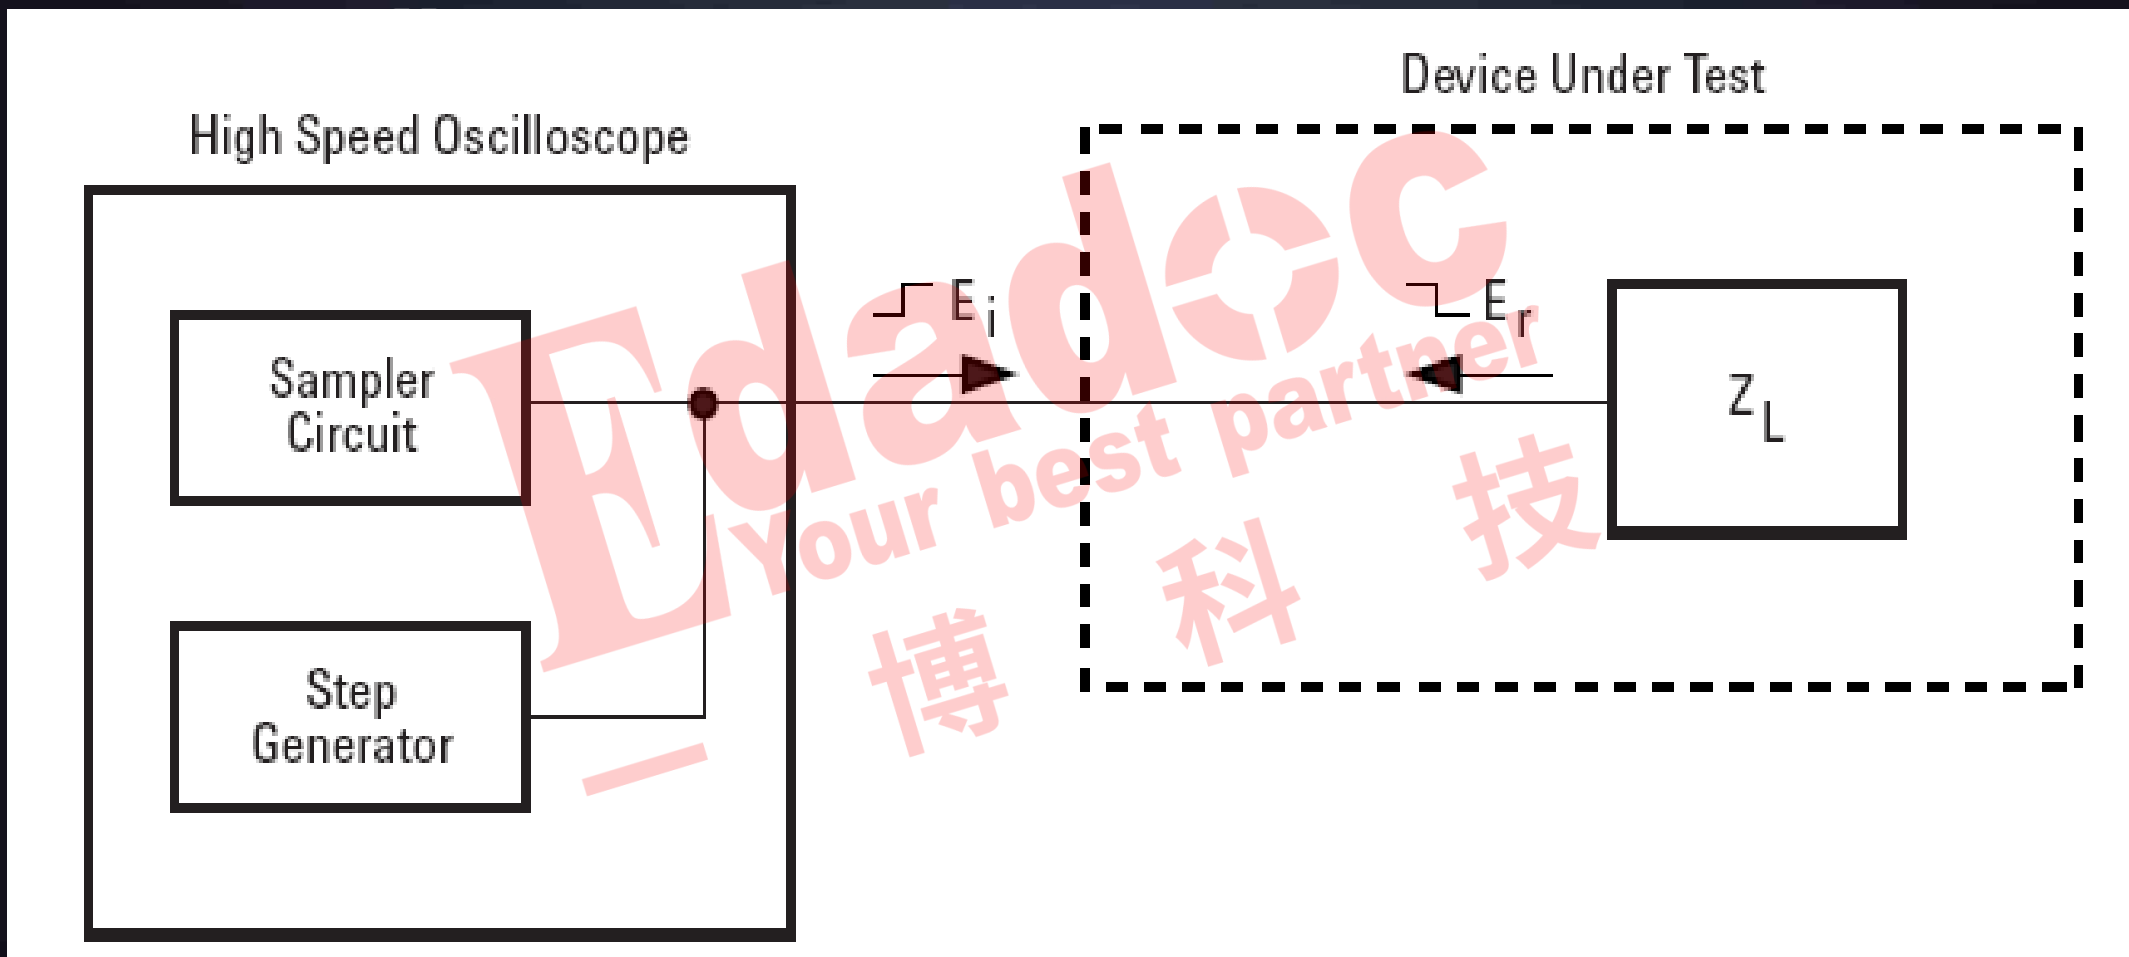 Device Under Test
High Speed Oscilloscope
Sampler
Circuit
Step
Generator
E i
E r
Z L
Edadoc
Your best partner
一博科技